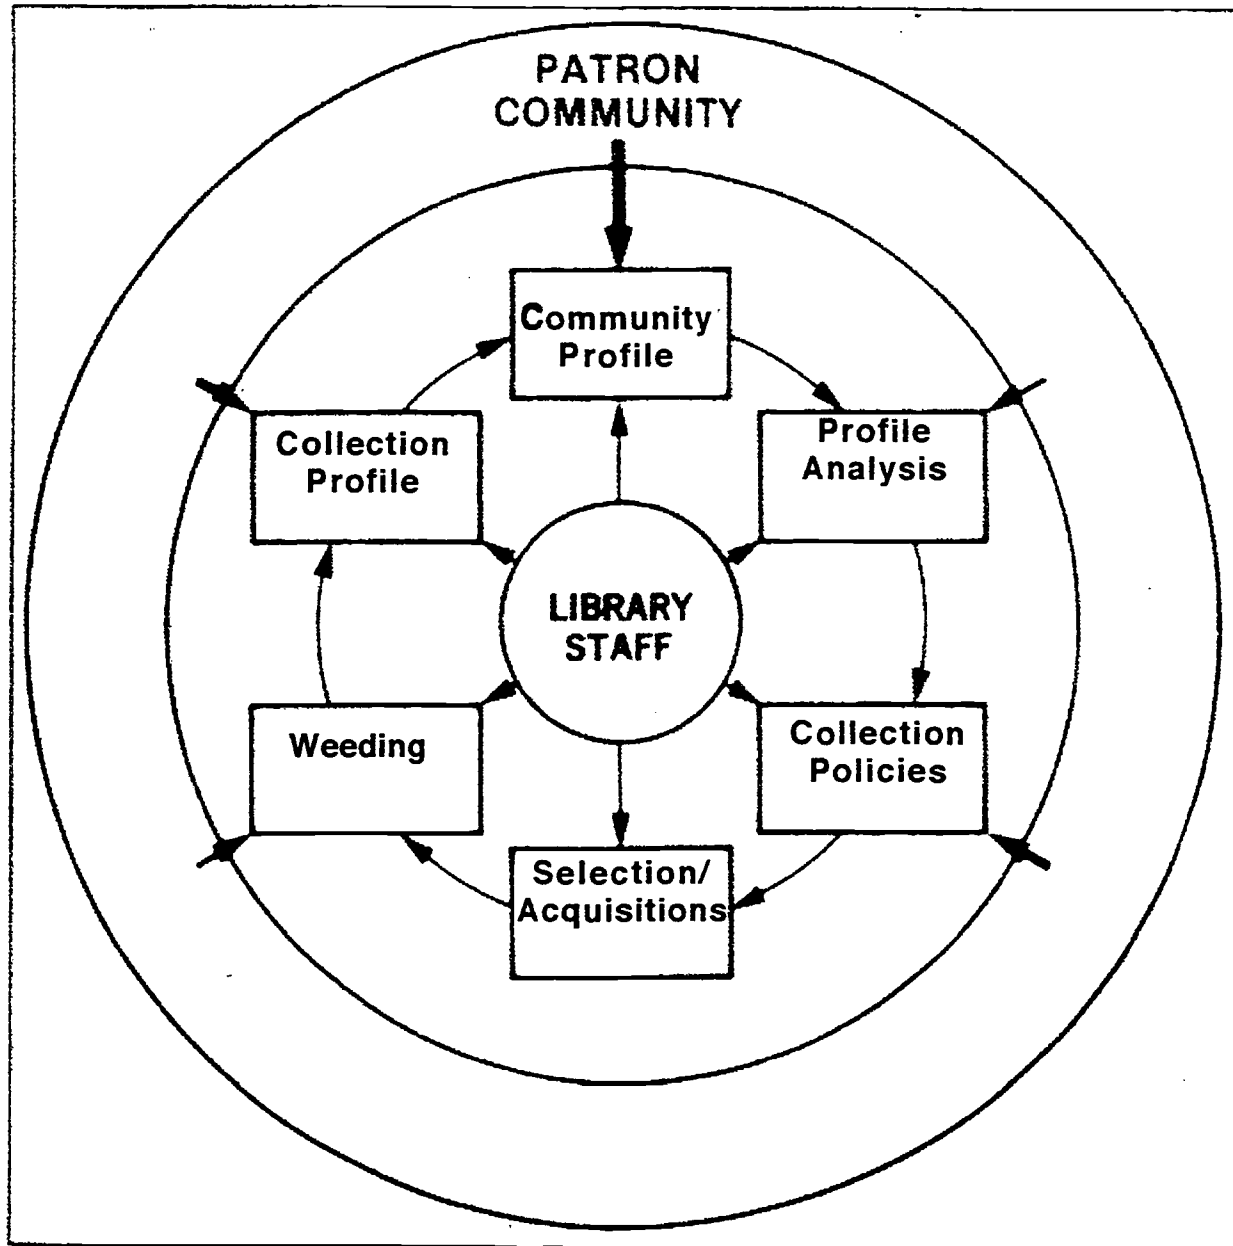 PATRON
COMMUNITY
Community
Profile
Collection
Profile
Profile
Analysis
LIBRARY
STAFF
Weeding
Collection
Policies
Selection/
Acquisitions